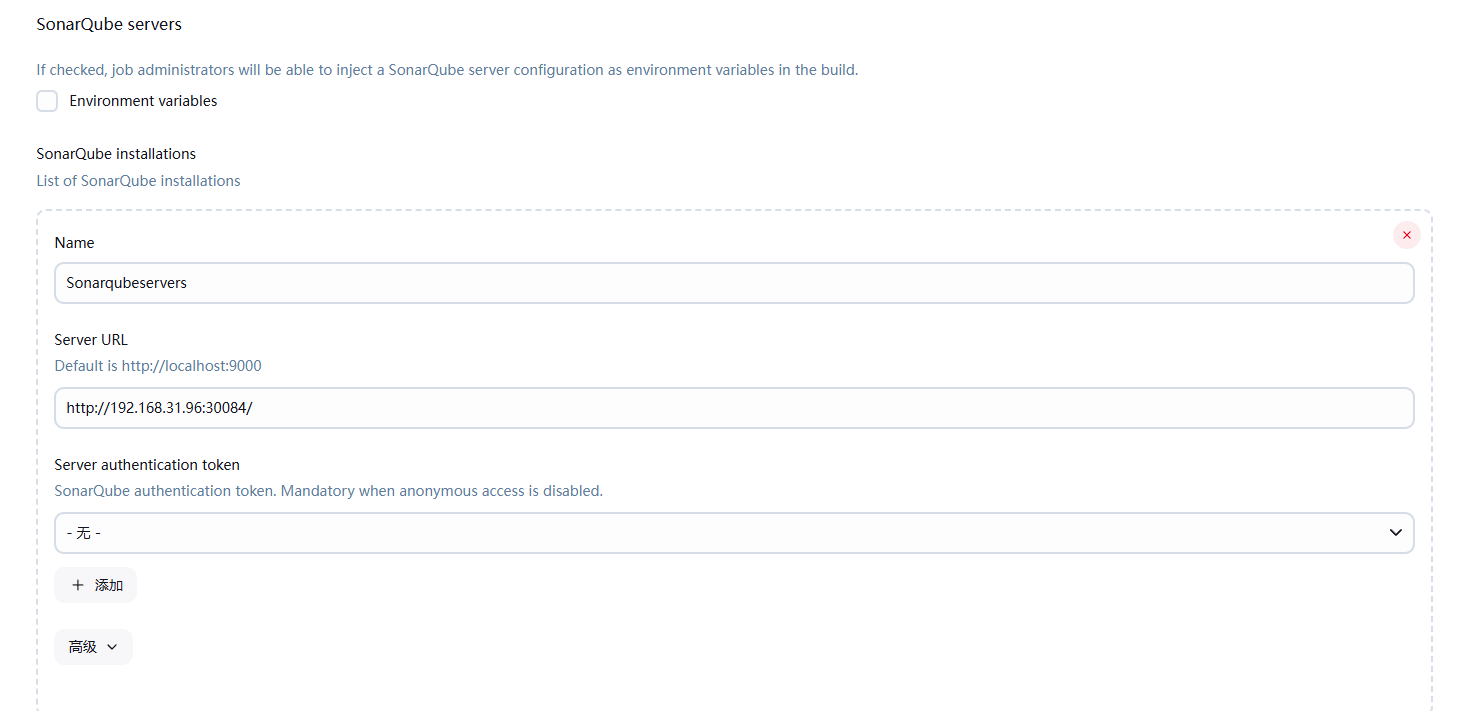 SonarQube servers
If checked, job administrators will be able to inject a SonarQube server configuration as environment variables in the build.
Environment variables
SonarQube installations
List of SonarQube installations
Name
Sonarqubeservers
Server URL
Default is http://localhost:9000
http://192.168.31.96:30084/
Server authentication token
SonarQube authentication token. Mandatory when anonymous access is disabled.
- 无 -
添加
高级